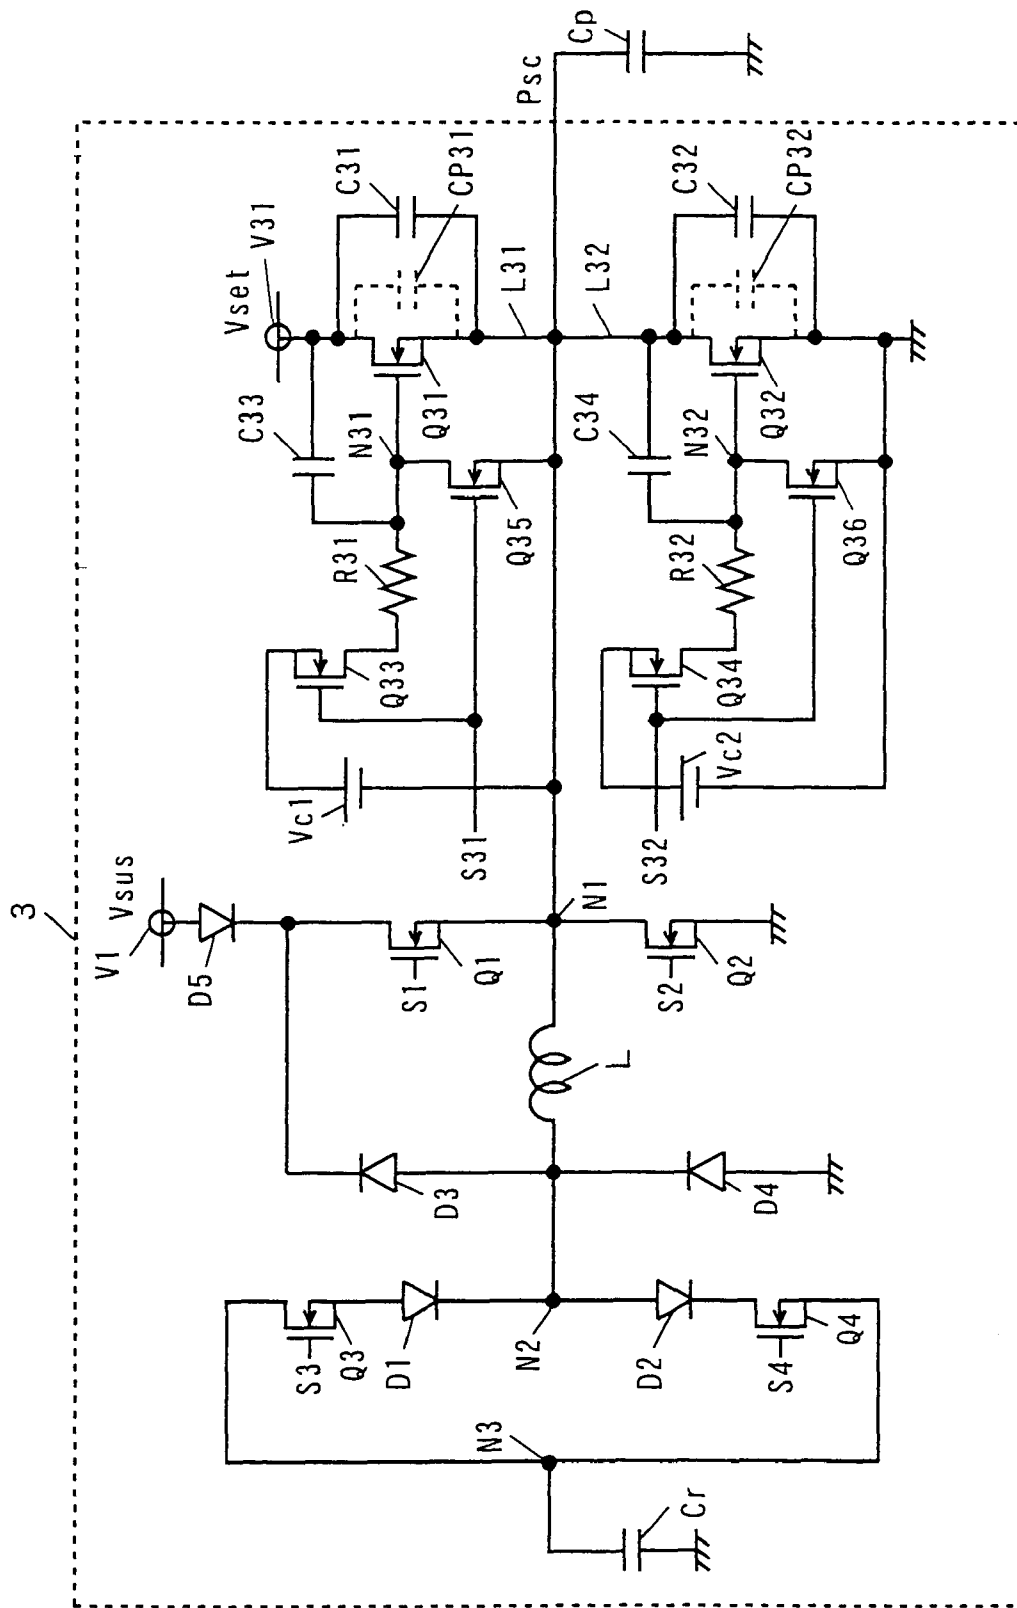 3
V1
Vsus
D5
S1
Q1
N1
S2
Q2
L
D3
D4
S3
Q3
D1
N2
D2
S4
Q4
N3
Cr
Vset
V31
C31
CP31
C33
N31
Q31
L31
R31
Q35
Q33
Vc1
S31
Psc
Cp
L32
C32
CP32
C34
N32
Q32
R32
Q36
Q34
Vc2
S32